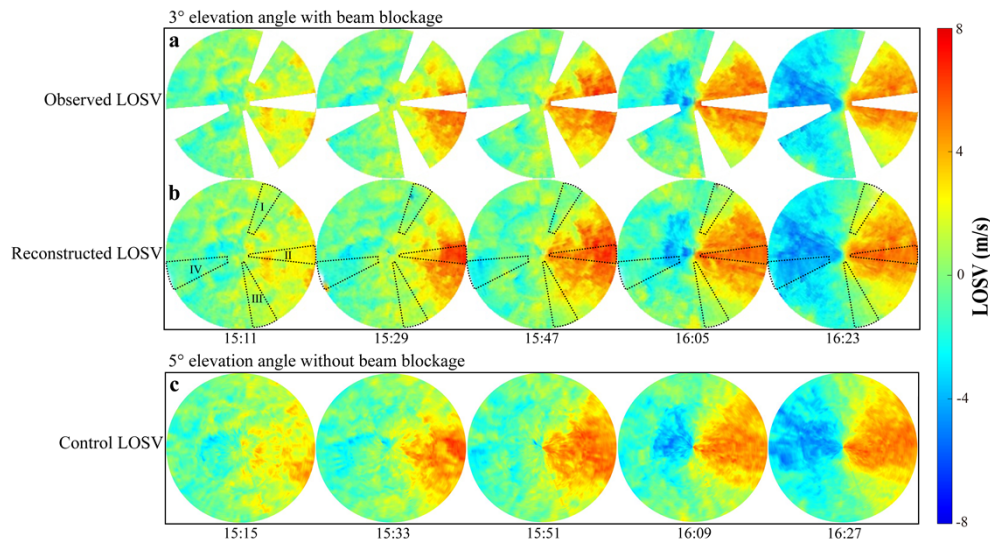 3° elevation angle with beam blockage
a
Observed LOSV
b
Reconstructed LOSV
I
II
III
IV
15:11 15:29 15:47 16:05 16:23
5° elevation angle without beam blockage
c
Control LOSV
15:15 15:33 15:51 16:09 16:27
8
4
0
-4
-8
LOSV (m/s)